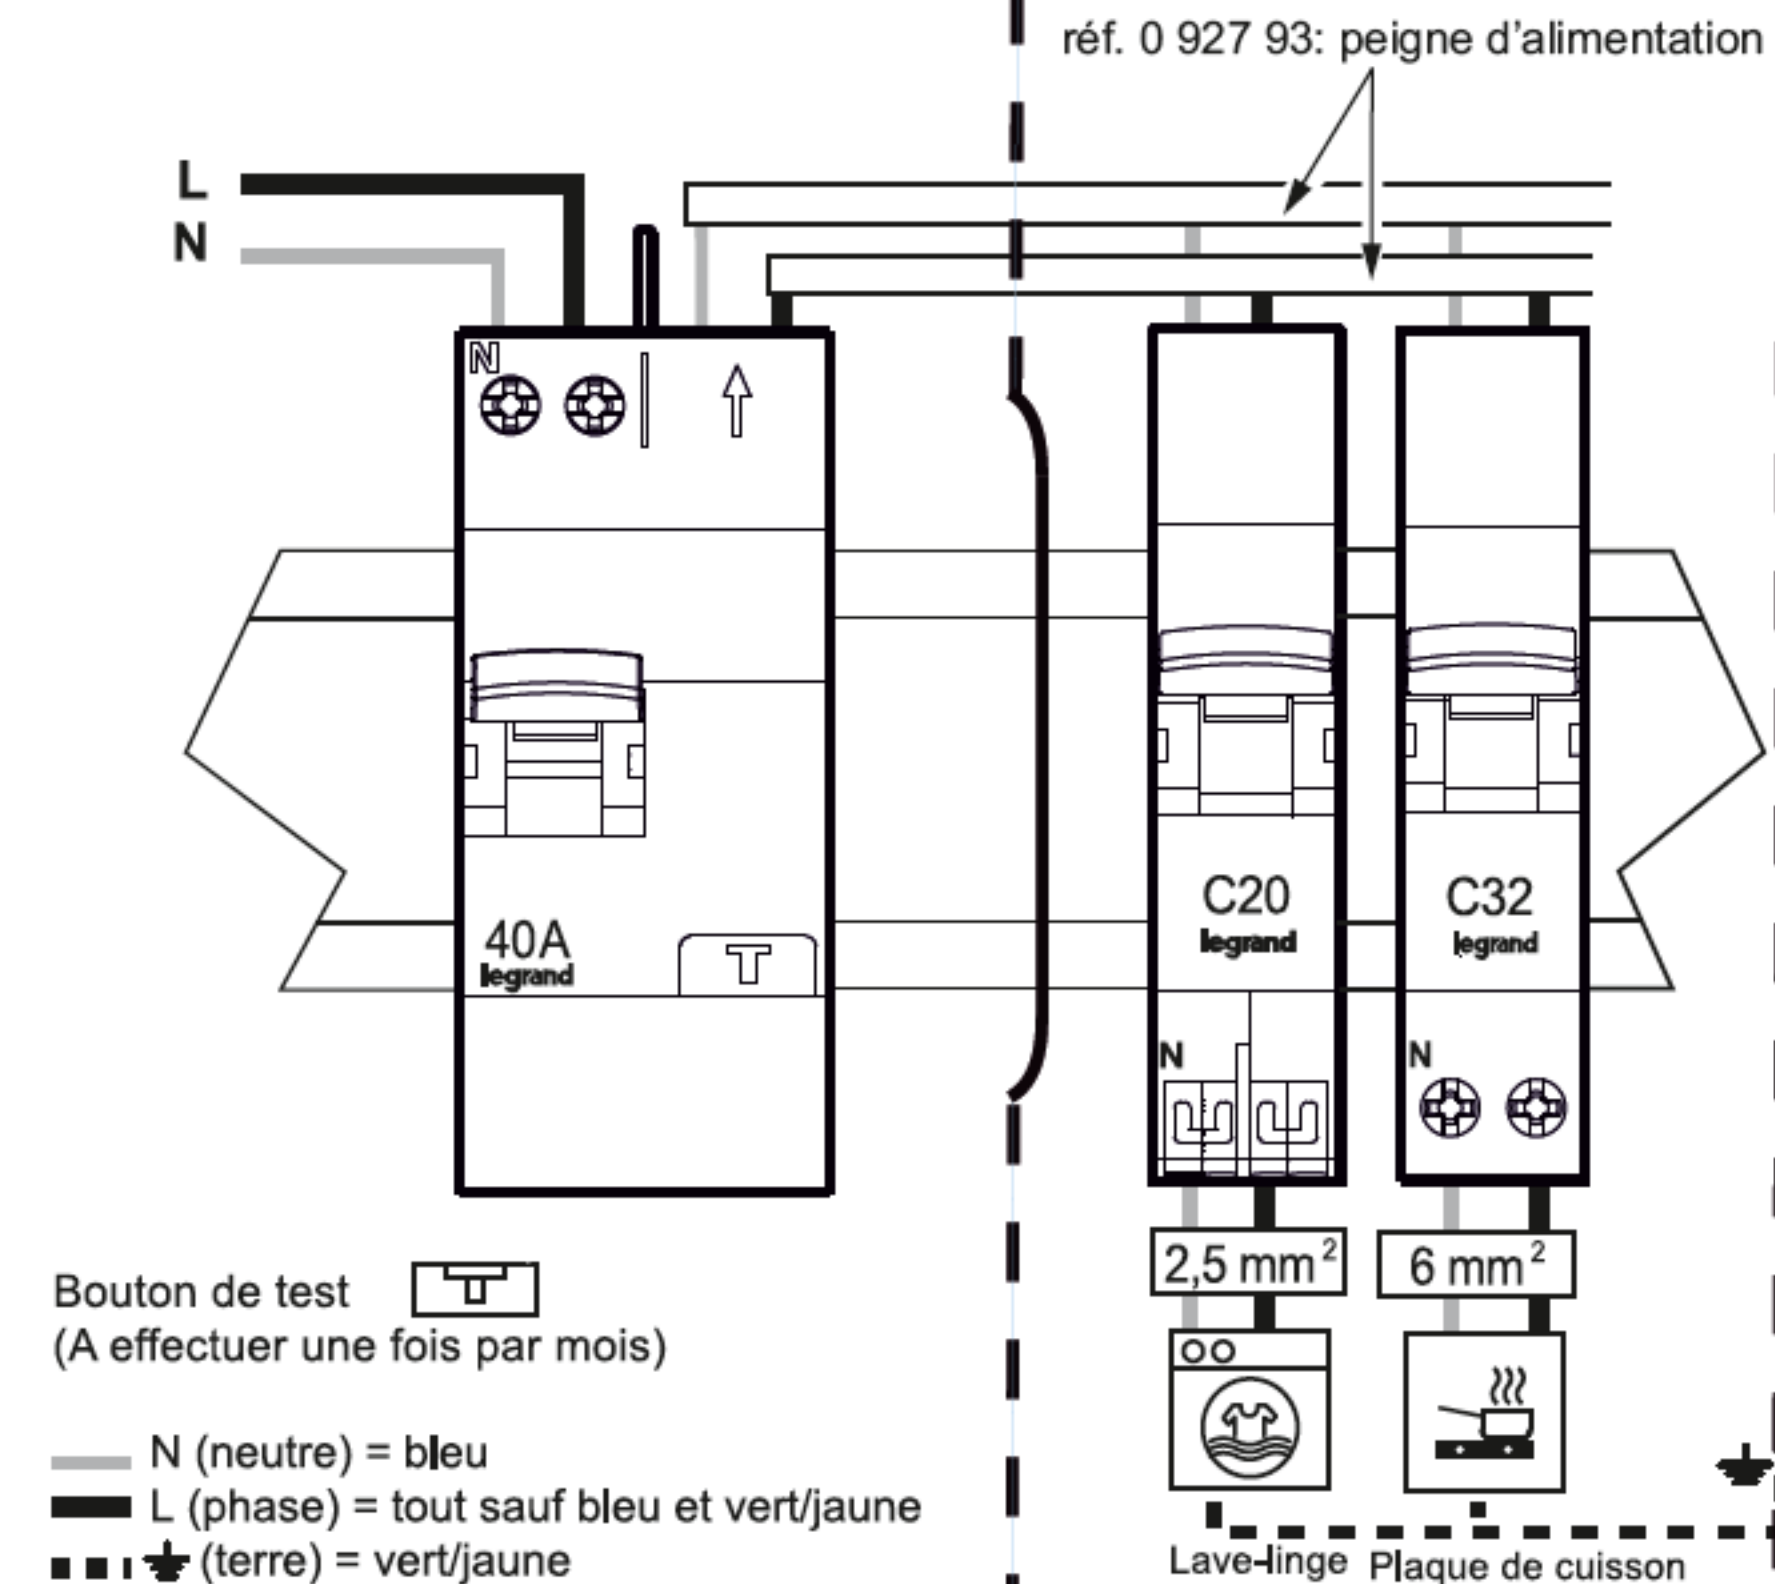 réf. 0 927 93: peigne d'alimentation
L
N
N
40A
legrand
T
C20
legrand
C32
legrand
N
N
2,5 mm²
6 mm²
Bouton de test T
(A effectuer une fois par mois)
N (neutre) = bleu
L (phase) = tout sauf bleu et vert/jaune
(terre) = vert/jaune
Lave-linge
Plaque de cuisson